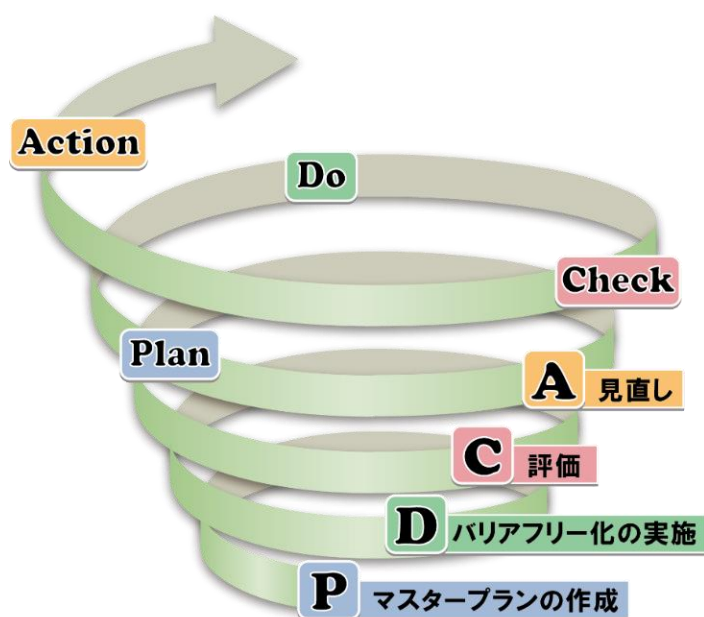 Action
Do
Check
Plan
A 見直し
C 評価
D バリアフリー化の実施
P マスタープランの作成